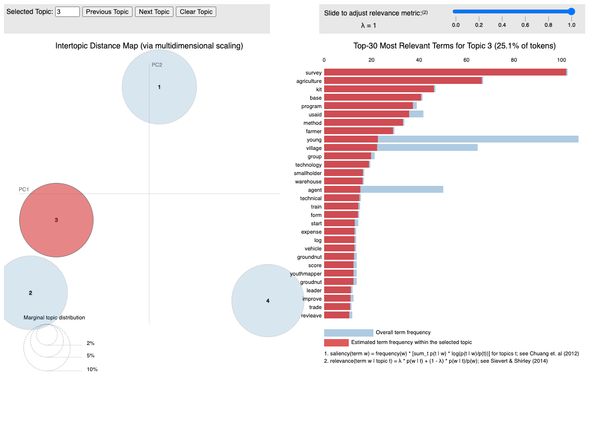 Selected Topic: 3 Previous Topic Next Topic Clear Topic
Slide to adjust relevance metric:(2)
λ = 1
0.0 0.2 0.4 0.6 0.8 1.0
Intertopic Distance Map (via multidimensional scaling)
PC2
PC1
1
3
2
4
Marginal topic distribution
2%
5%
10%
Top-30 Most Relevant Terms for Topic 3 (25.1% of tokens)
0 20 40 60 80 100
survey
agriculture
kit
base
program
usaid
method
farmer
young
village
group
technology
smallholder
warehouse
agent
technical
train
form
start
expense
log
vehicle
groundnut
score
youthmapper
groudnut
leader
improve
trade
revleave
Overall term frequency
Estimated term frequency within the selected topic
1. saliency(term w) = frequency(w) * [sum_t p(t | w) * log(p(t | w)/p(t))] for topics t; see Chuang et. al (2012)
2. relevance(term w | topic t) = λ * p(w | t) + (1 - λ) * p(w | t)/p(w); see Sievert & Shirley (2014)